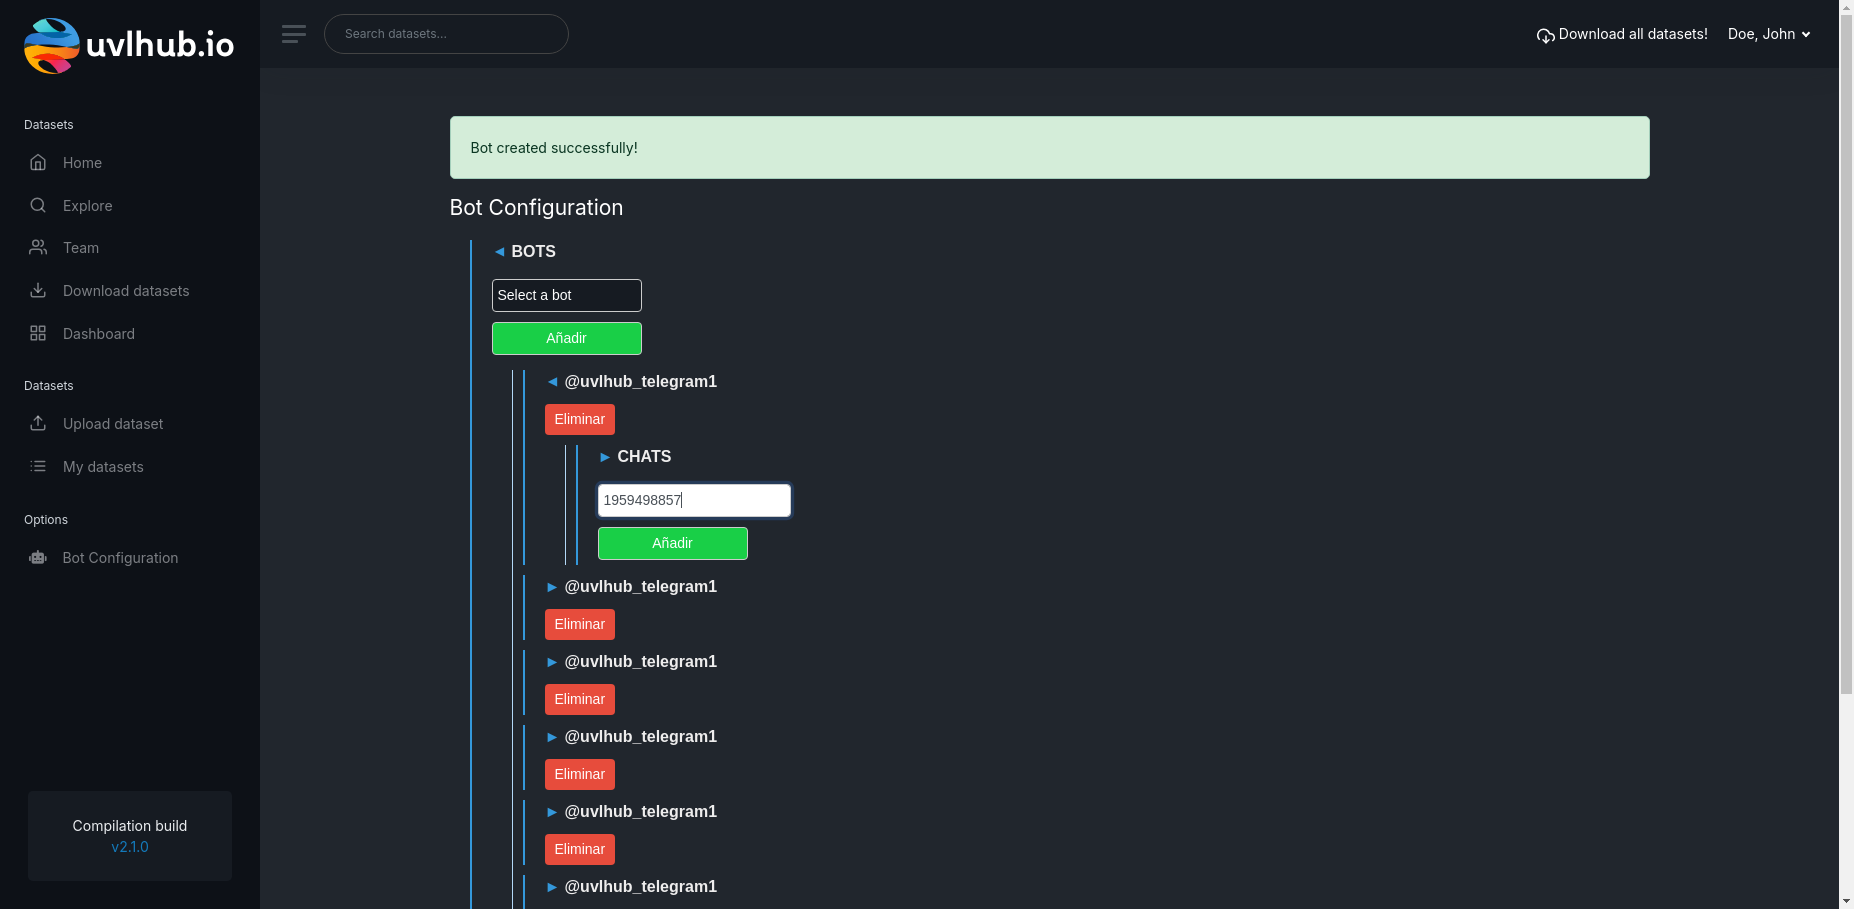 uvlhub.io
Search datasets...
Download all datasets!
Doe, John
Datasets
Home
Explore
Team
Download datasets
Dashboard
Datasets
Upload dataset
My datasets
Options
Bot Configuration
Compilation build
v2.1.0
Bot created successfully!
Bot Configuration
BOTS
Select a bot
Añadir
@uvlhub_telegram1
Eliminar
CHATS
1959498857
Añadir
@uvlhub_telegram1
Eliminar
@uvlhub_telegram1
Eliminar
@uvlhub_telegram1
Eliminar
@uvlhub_telegram1
Eliminar
@uvlhub_telegram1